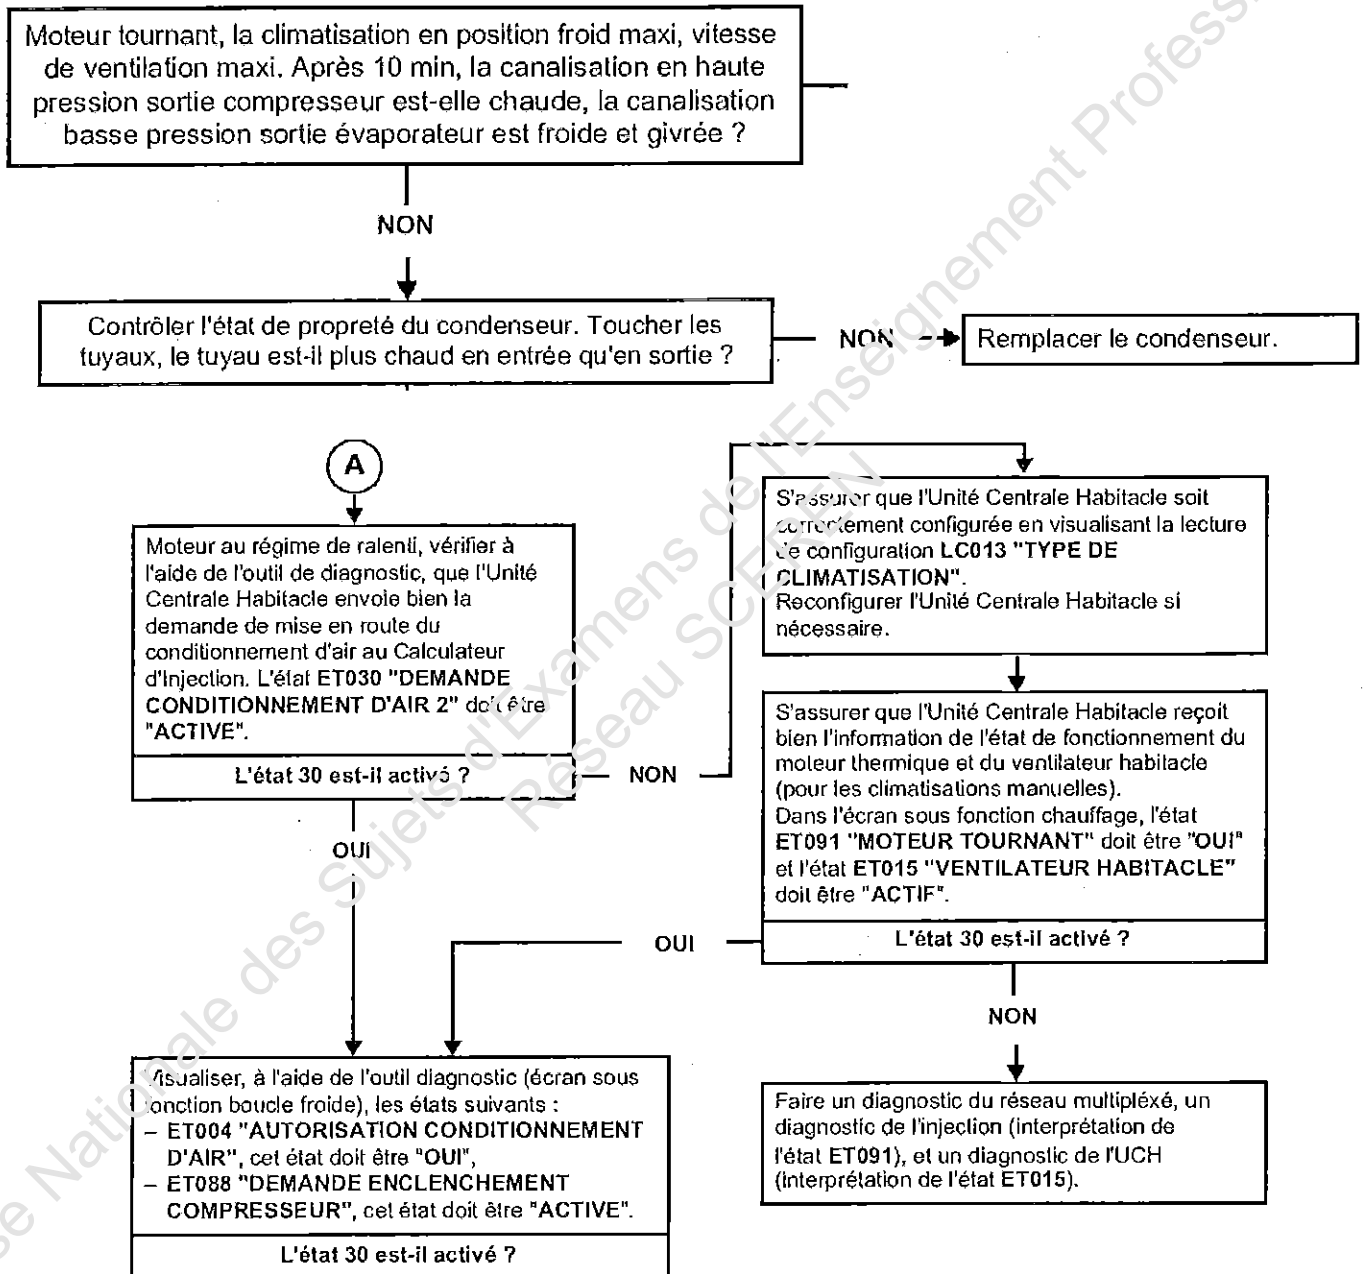 Moteur tournant, la climatisation en position froid maxi, vitesse
de ventilation maxi. Après 10 min, la canalisation en haute
pression sortie compresseur est-elle chaude, la canalisation
basse pression sortie évaporateur est froide et givrée ?
NON
Contrôler l'état de propreté du condenseur. Toucher les
tuyaux, le tuyau est-il plus chaud en entrée qu'en sortie ?
NON
Remplacer le condenseur.
A
Moteur au régime de ralenti, vérifier à
l'aide de l'outil de diagnostic, que l'Unité
Centrale Habitacle envoie bien la
demande de mise en route du
conditionnement d'air au Calculateur
d'Injection. L'état ET030 "DEMANDE
CONDITIONNEMENT D'AIR 2" doit être
"ACTIVE".
L'état 30 est-il activé ?
NON
OUI
S'assurer que l'Unité Centrale Habitacle soit
correctement configurée en visualisant la lecture
de configuration LC013 "TYPE DE
CLIMATISATION".
Reconfigurer l'Unité Centrale Habitacle si
nécessaire.
S'assurer que l'Unité Centrale Habitacle reçoit
bien l'information de l'état de fonctionnement du
moteur thermique et du ventilateur habitacle
(pour les climatisations manuelles).
Dans l'écran sous fonction chauffage, l'état
ET091 "MOTEUR TOURNANT" doit être "OUI"
et l'état ET015 "VENTILATEUR HABITACLE"
doit être "ACTIF".
L'état 30 est-il activé ?
OUI
NON
Visualiser, à l'aide de l'outil diagnostic (écran sous
fonction boucle froide), les états suivants :
– ET004 "AUTORISATION CONDITIONNEMENT
D'AIR", cet état doit être "OUI",
– ET088 "DEMANDE ENCLENCHEMENT
COMPRESSEUR", cet état doit être "ACTIVE".
L'état 30 est-il activé ?
Faire un diagnostic du réseau multipléxé, un
diagnostic de l'injection (interprétation de
l'état ET091), et un diagnostic de l'UCH
(Interprétation de l'état ET015).
se Nationale des Sujets d'Examens de l'Enseignement Profess
Réseau SCEREN